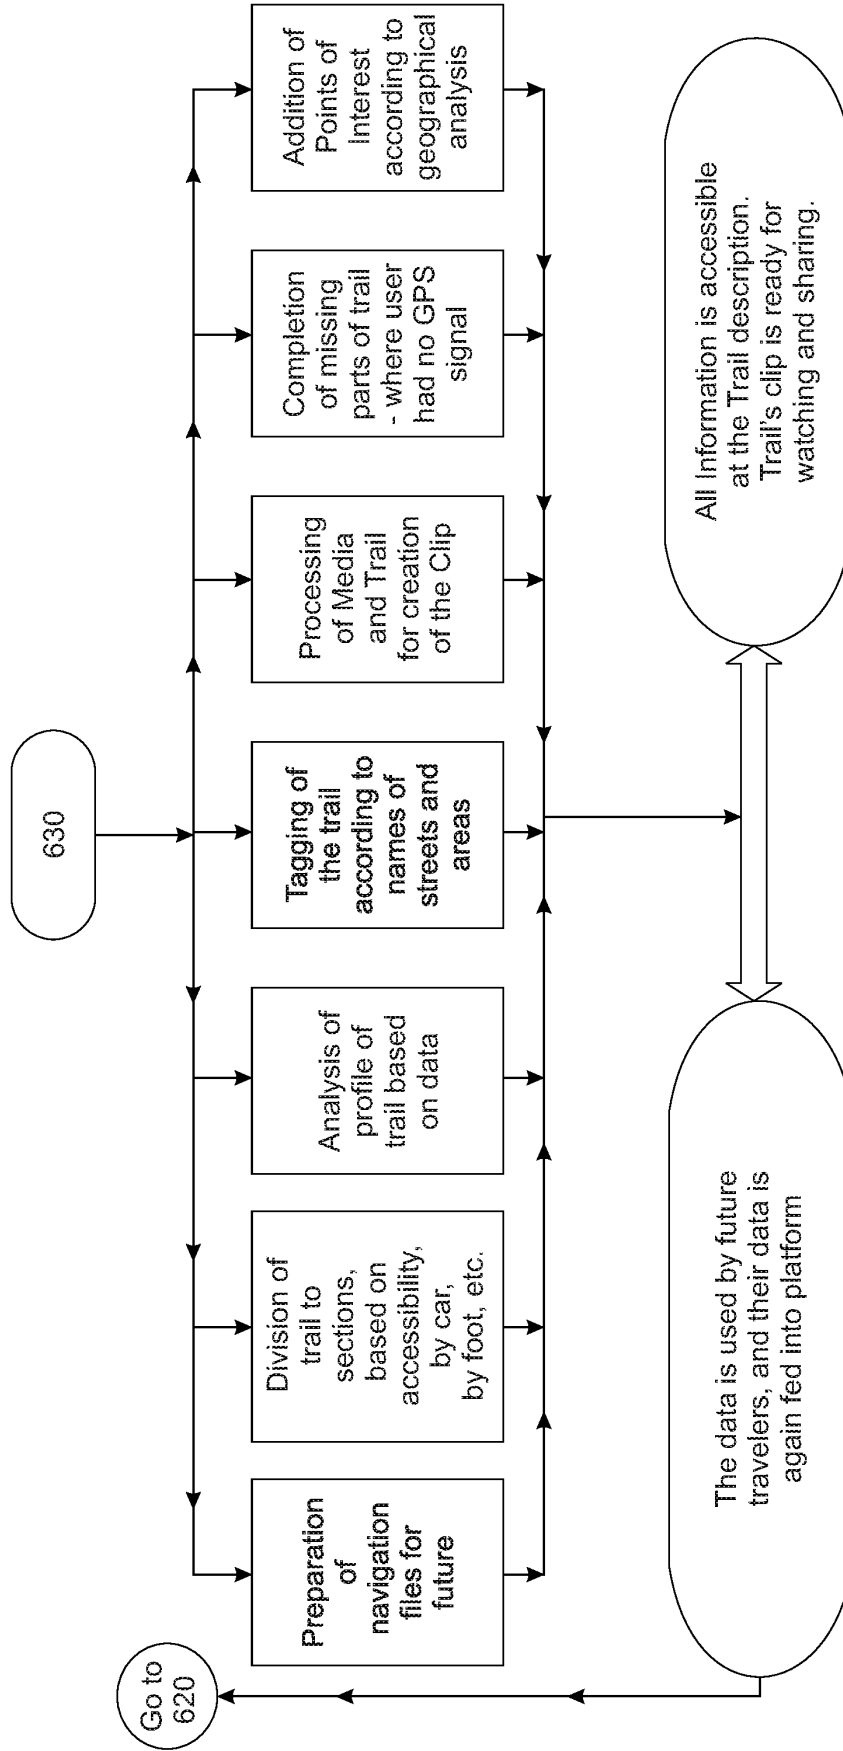 630
Go to
620
Preparation
of
navigation
files for
future
Division of
trail to
sections,
based on
accessibility,
by car,
by foot, etc.
Analysis of
profile of
trail based
on data
Tagging of
the trail
according to
names of
streets and
areas
Processing
of Media
and Trail
for creation
of the Clip
Completion
of missing
parts of trail
- where user
had no GPS
signal
Addition of
Points of
Interest
according to
geographical
analysis
The data is used by future
travelers, and their data is
again fed into platform
All Information is accessible
at the Trail description.
Trail's clip is ready for
watching and sharing.